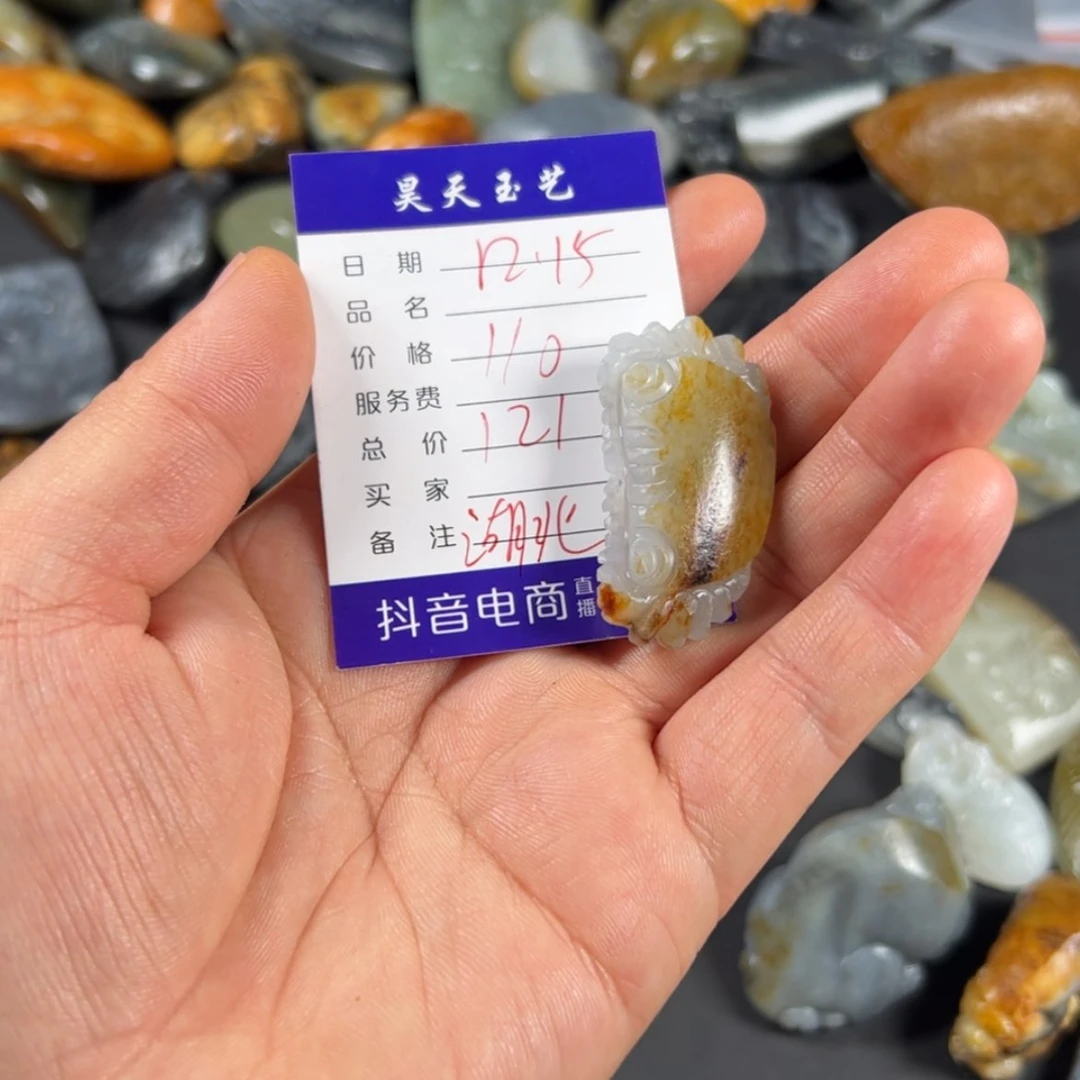 昊天玉艺
日 期 12.15
品 名
价 格 110
服务费
总 价 121
买 家
备 注 湖北
抖音电商直播